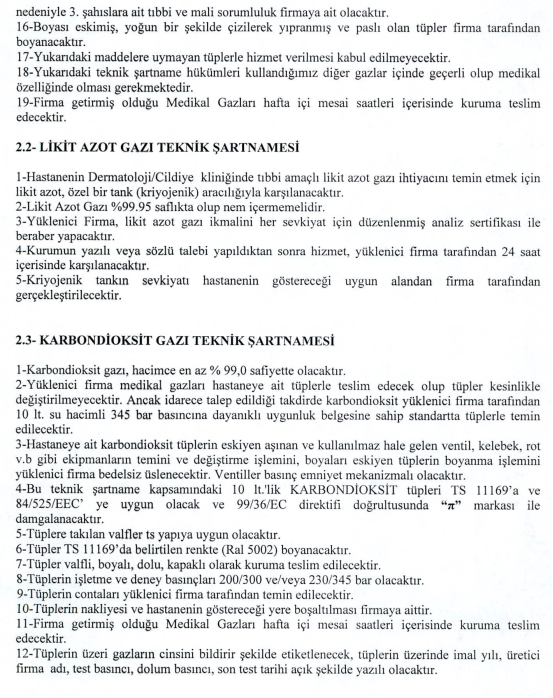 nedeniyle 3. şahıslara ait tıbbi ve mali sorumluluk firmaya ait olacaktır.
16-Boyası eskimiş, yoğun bir şekilde çizilerek yıpranmış ve paslı olan tüpler firma tarafından
boyanacaktır.
17-Yukarıdaki maddelere uymayan tüplerle hizmet verilmesi kabul edilmeyecektir.
18-Yukarıdaki teknik şartname hükümleri kullandığımız diğer gazlar içinde geçerli olup medikal
özelliğinde olması gerekmektedir.
19-Firma getirmiş olduğu Medikal Gazları hafta içi mesai saatleri içerisinde kuruma teslim
edecektir.
2.2- LİKİT AZOT GAZI TEKNİK ŞARTNAMESİ
1-Hastanenin Dermatoloji/Cildiye kliniğinde tıbbi amaçlı likit azot gazı ihtiyacını temin etmek için
likit azot, özel bir tank (kriyojenik) aracılığıyla karşılanacaktır.
2-Likit Azot Gazı %99.95 saflıkta olup nem içermemelidir.
3-Yüklenici Firma, likit azot gazı ikmalini her sevkiyat için düzenlenmiş analiz sertifikası ile
beraber yapacaktır.
4-Kurumun yazılı veya sözlü talebi yapıldıktan sonra hizmet, yüklenici firma tarafından 24 saat
içerisinde karşılanacaktır.
5-Kriyojenik tankın sevkiyatı hastanenin göstereceği uygun alandan firma tarafından
gerçekleştirilecektir.
2.3- KARBONDİOKSİT GAZI TEKNİK ŞARTNAMESİ
1-Karbondioksit gazı, hacimce en az % 99,0 safiyette olacaktır.
2-Yüklenici firma medikal gazları hastaneye ait tüplerle teslim edecek olup tüpler kesinlikle
değiştirilmeyecektir. Ancak idarece talep edildiği takdirde karbondioksit yüklenici firma tarafından
10 lt. su hacimli 345 bar basıncına dayanıklı uygunluk belgesine sahip standartta tüplerle temin
edilecektir.
3-Hastaneye ait karbondioksit tüplerin eskiyen aşınan ve kullanılmaz hale gelen ventil, kelebek, rot
v.b gibi ekipmanların temini ve değiştirme işlemini, boyaları eskiyen tüplerin boyanma işlemini
yüklenici firma bedelsiz üslenecektir. Ventiller basınç emniyet mekanizmalı olacaktır.
4-Bu teknik şartname kapsamındaki 10 lt.'lik KARBONDİOKSİT tüpleri TS 11169'a ve
84/525/EEC' ye uygun olacak ve 99/36/EC direktifi doğrultusunda “π” markası ile
damgalanacaktır.
5-Tüplere takılan valfler ts yapıya uygun olacaktır.
6-Tüpler TS 11169'da belirtilen renkte (Ral 5002) boyanacaktır.
7-Tüpler valfli, boyalı, dolu, kapaklı olarak kuruma teslim edilecektir.
8-Tüplerin işletme ve deney basınçları 200/300 ve/veya 230/345 bar olacaktır.
9-Tüplerin contaları yüklenici firma tarafından temin edilecektir.
10-Tüplerin nakliyesi ve hastanenin göstereceği yere boşaltılması firmaya aittir.
11-Firma getirmiş olduğu Medikal Gazları hafta içi mesai saatleri içerisinde kuruma teslim
edecektir.
12-Tüplerin üzeri gazların cinsini bildirir şekilde etiketlenecek, tüplerin üzerinde imal yılı, üretici
firma adı, test basıncı, dolum basıncı, son test tarihi açık şekilde yazılı olacaktır.